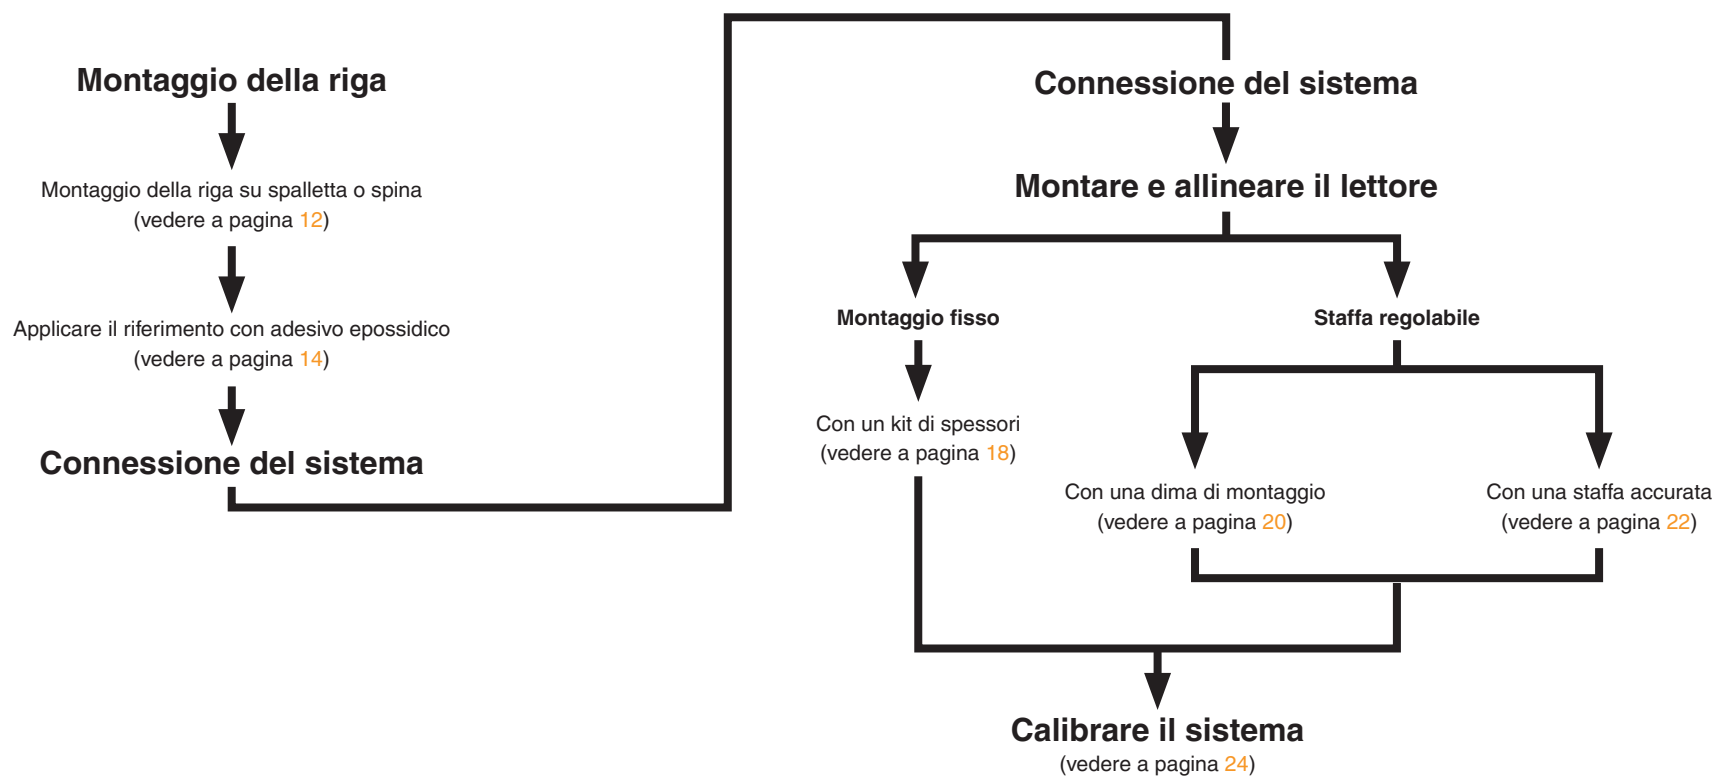 Montaggio della riga
Montaggio della riga su spalletta o spina
(vedere a pagina 12)
Applicare il riferimento con adesivo epossidico
(vedere a pagina 14)
Connessione del sistema
Connessione del sistema
Montare e allineare il lettore
Montaggio fisso
Con un kit di spessori
(vedere a pagina 18)
Staffa regolabile
Con una dima di montaggio
(vedere a pagina 20)
Con una staffa accurata
(vedere a pagina 22)
Calibrare il sistema
(vedere a pagina 24)